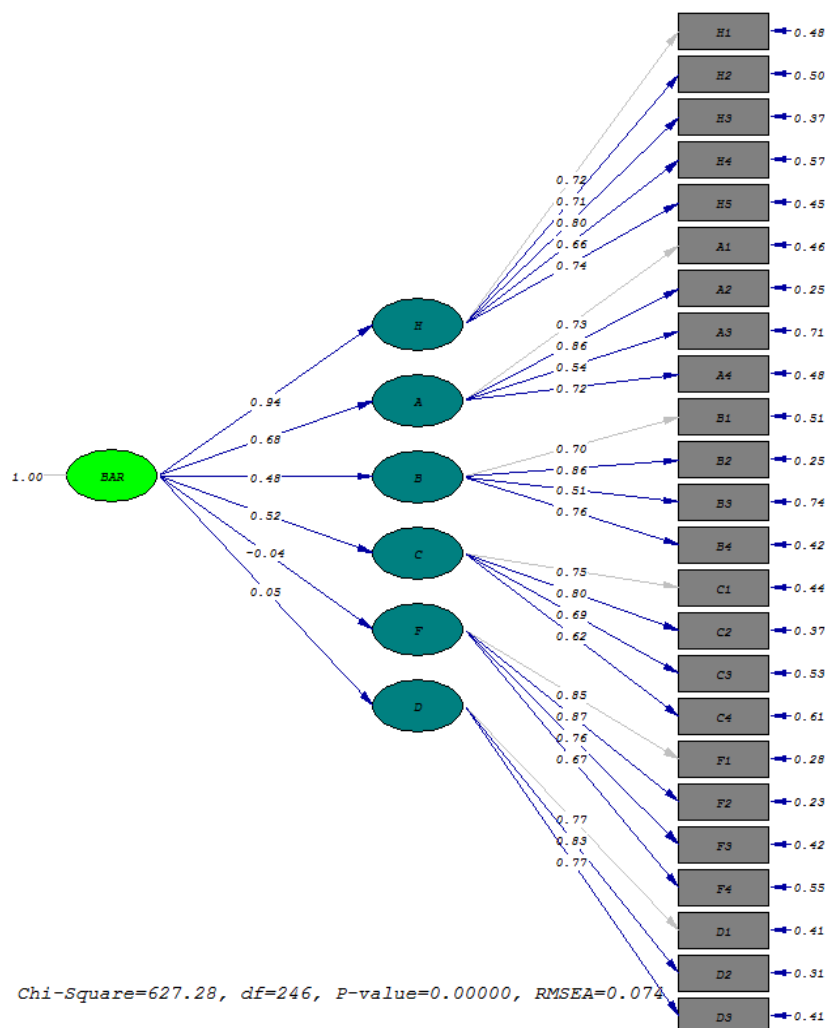 H1 0.48
H2 0.50
H3 0.37
H4 0.57
0.72
0.71
H5 0.45
0.80
0.66
A1 0.46
0.74
A2 0.25
H
0.73
A3 0.71
0.86
0.54
A4 0.48
0.72
0.94
A
B1 0.51
0.68
0.70
B2 0.25
1.00 BAR 0.48 B
0.86
B3 0.74
0.51
0.52
0.76
B4 0.42
-0.04
C
0.75
C1 0.44
0.05
0.80
0.69
C2 0.37
0.62
F
C3 0.53
0.85
C4 0.61
D
0.87
0.76
F1 0.28
0.67
F2 0.23
0.77
0.83
F3 0.42
0.77
F4 0.55
D1 0.41
D2 0.31
Chi-Square=627.28, df=246, P-value=0.00000, RMSEA=0.074
D3 0.41